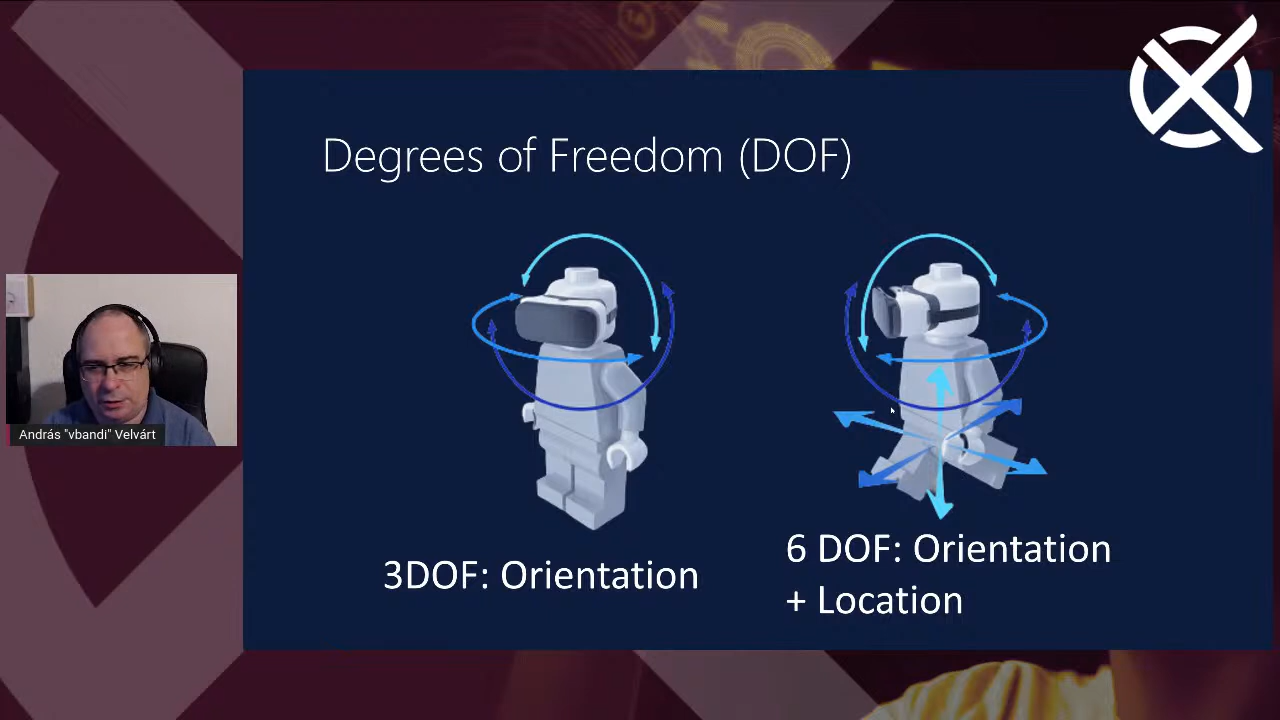 Degrees of Freedom (DOF)
András "vbandi" Velvárt
3DOF: Orientation
6 DOF: Orientation
+ Location